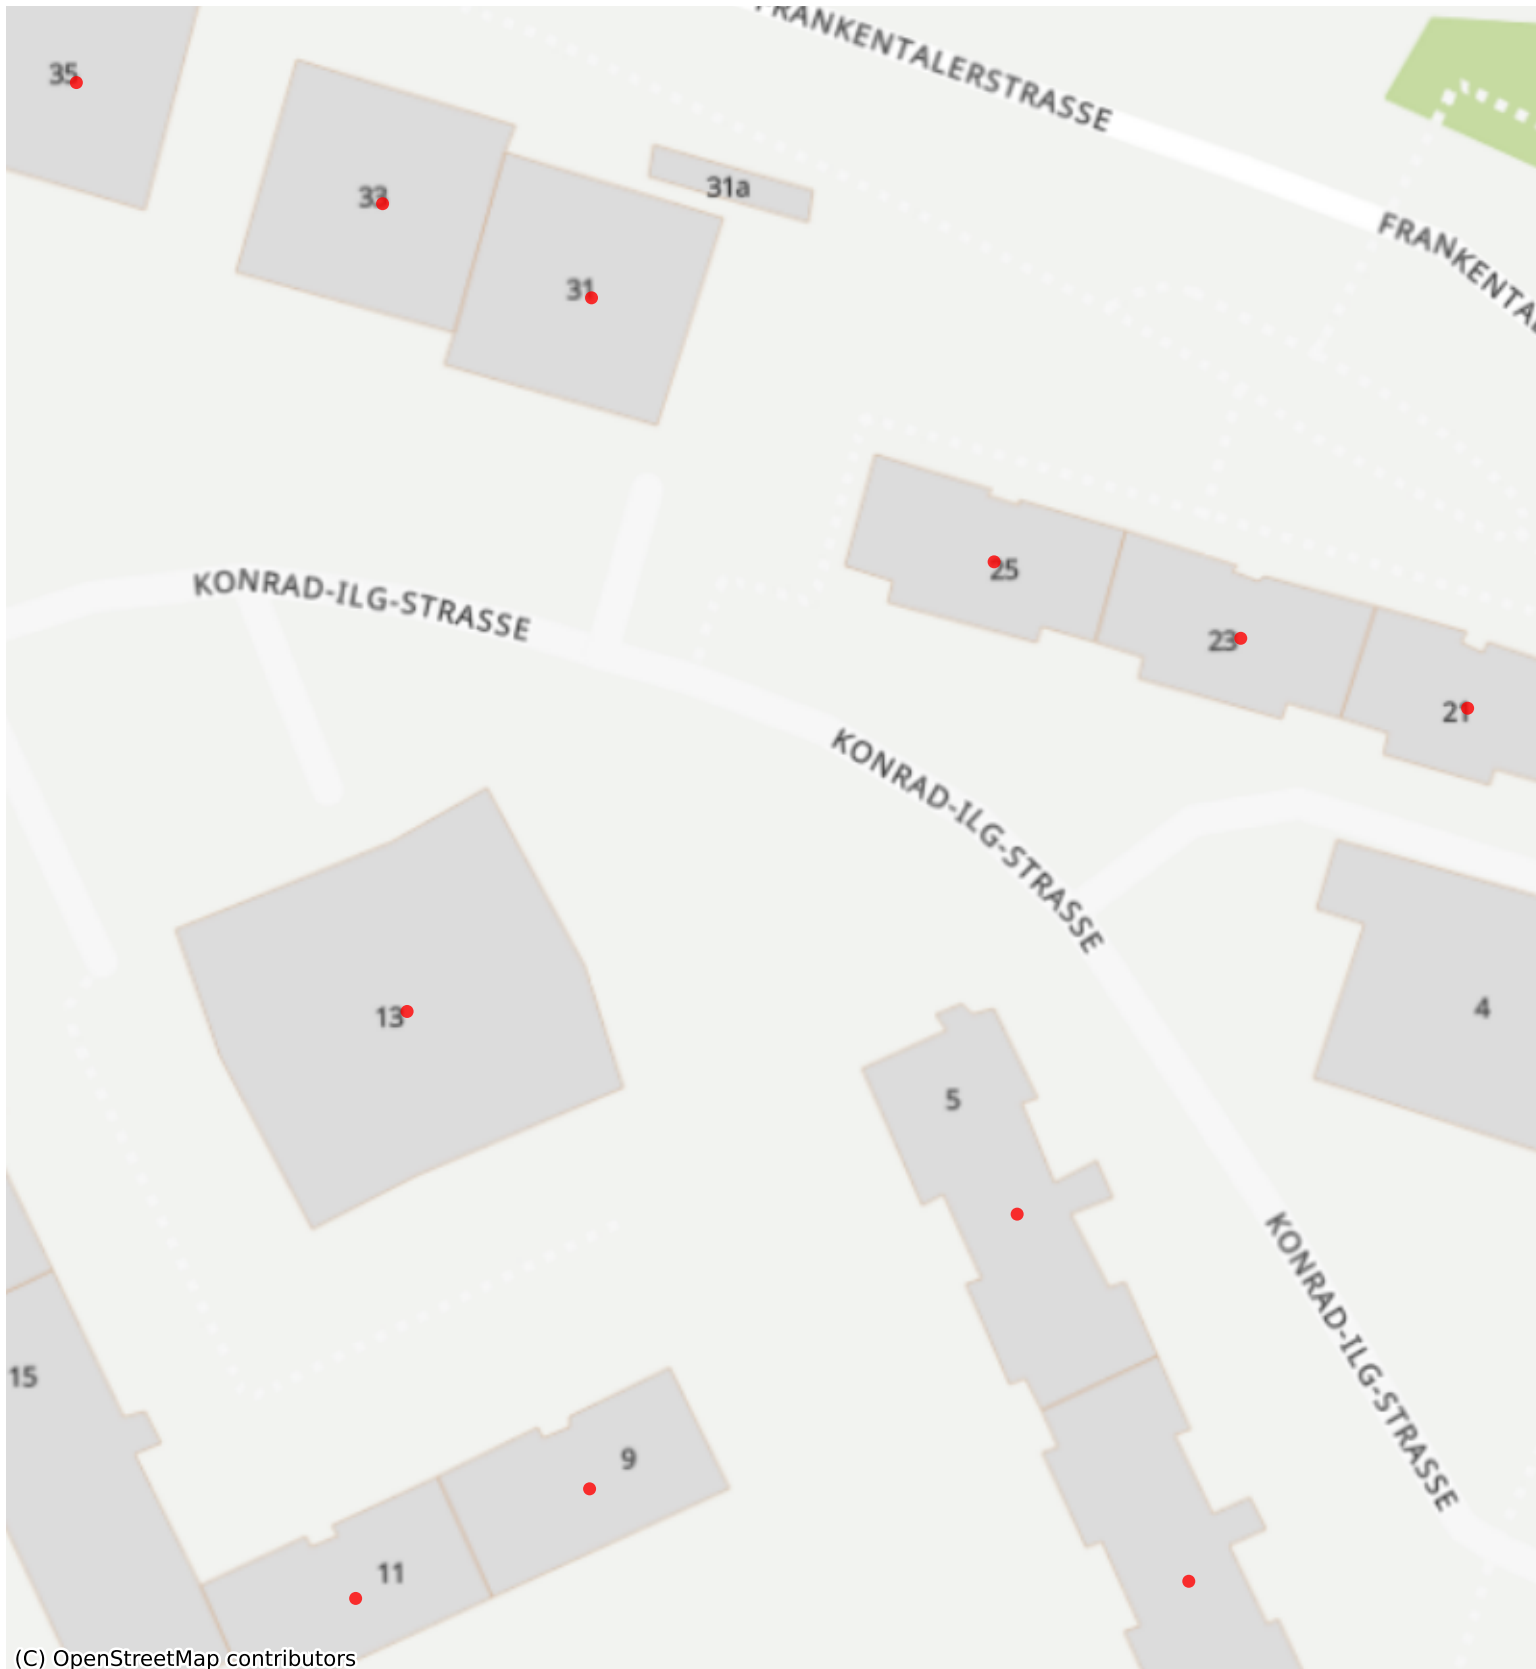 FRANKENTALERSTRASSE
35
33
31a
31
FRANKENTAL
25
23
21
KONRAD-ILG-STRASSE
KONRAD-ILG-STRASSE
13
4
5
KONRAD-ILG-STRASSE
15
9
11
(C) OpenStreetMap contributors